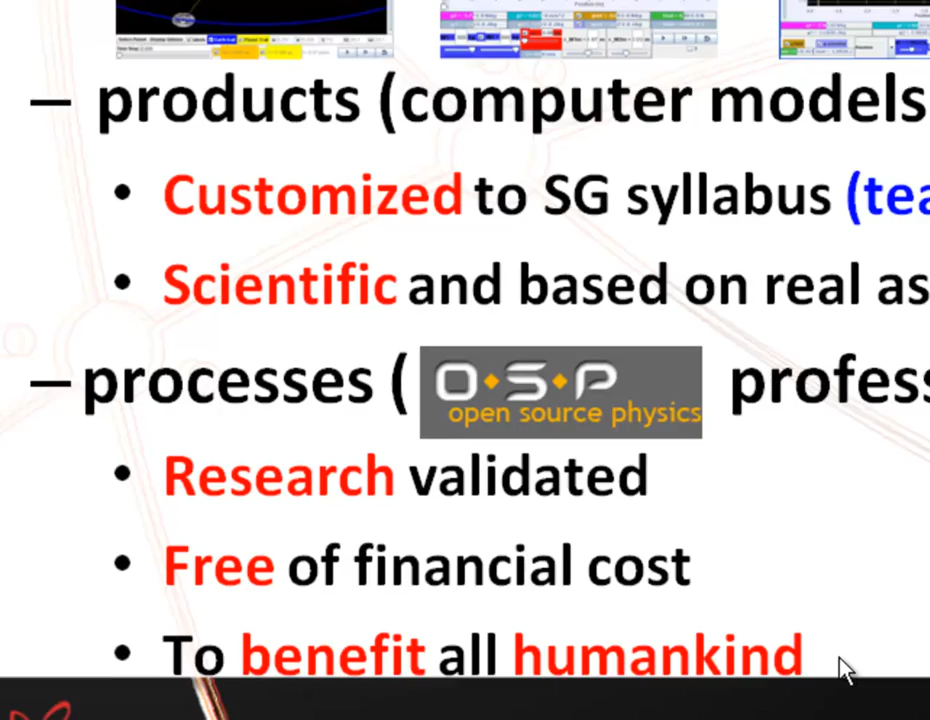 – products (computer models
• Customized to SG syllabus (tea
• Scientific and based on real as
– processes ( O·S·P profess
open source physics
• Research validated
• Free of financial cost
• To benefit all humankind